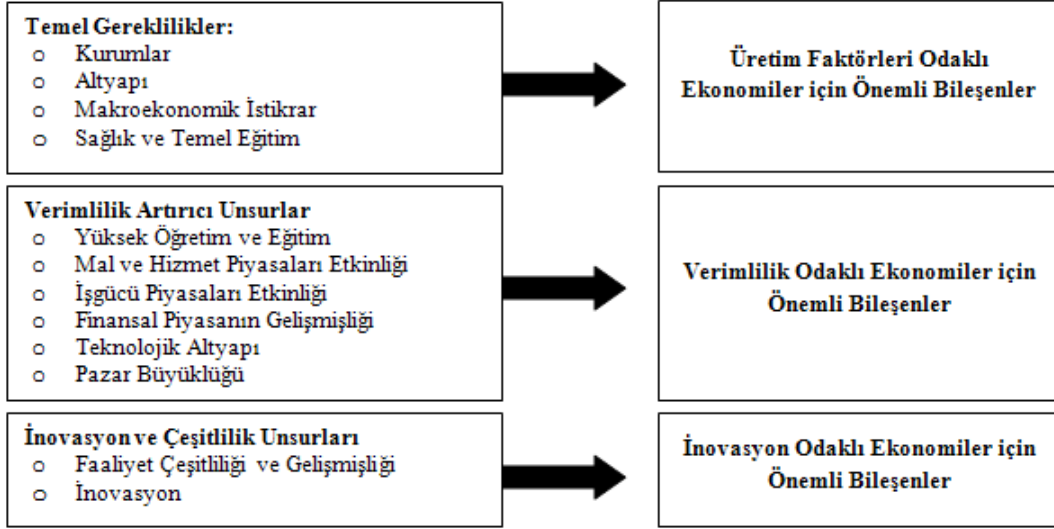 Temel Gereklilikler:
o Kurumlar
o Altyapı
o Makroekonomik İstikrar
o Sağlık ve Temel Eğitim
Üretim Faktörleri Odaklı
Ekonomiler için Önemli Bileşenler
Verimlilik Artırıcı Unsurlar
o Yüksek Öğretim ve Eğitim
o Mal ve Hizmet Piyasaları Etkinliği
o İşgücü Piyasaları Etkinliği
o Finansal Piyasanın Gelişmişliği
o Teknolojik Altyapı
o Pazar Büyüklüğü
Verimlilik Odaklı Ekonomiler için
Önemli Bileşenler
İnovasyon ve Çeşitlilik Unsurları
o Faaliyet Çeşitliliği ve Gelişmişliği
o İnovasyon
İnovasyon Odaklı Ekonomiler için
Önemli Bileşenler